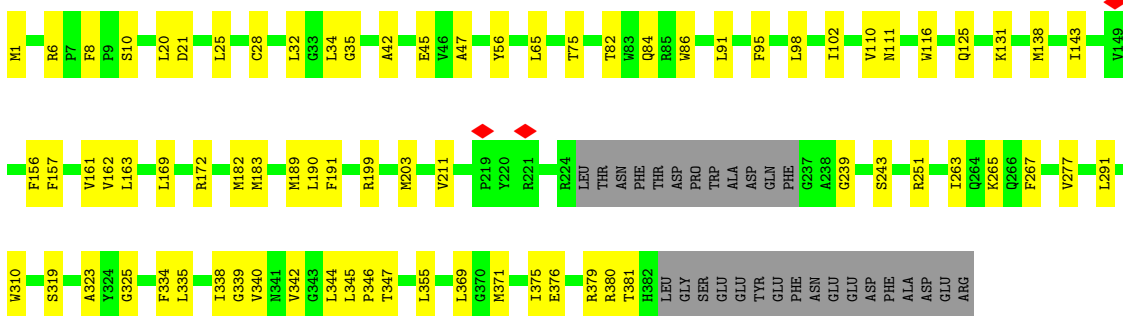 M1 R6 P7 F8 P9 S10 L20 D21 L25 C28 L32 G33 L34 G35 A42 E45 V46 A47 Y56 L65 T75 T82 W83 Q84 R85 W86 L91 F95 L98 I102 V110 N111 W116 Q125 K131 M138 I143 V149
F156 F157 V161 V162 L163 L169 R172 M182 M183 M189 L190 F191 R199 M203 V211 P219 Y220 R221 R224 LEU THR ASN PHE THR ASP PRO TRP ALA ASP GLN PHE G237 A238 G239 S243 R251 I263 Q264 K265 Q266 F267 V277 L291
W310 S319 A323 Y324 G325 F334 L335 I338 G339 V340 N341 V342 G343 L344 L345 P346 T347 L355 L369 G370 M371 I375 E376 R379 R380 T381 H382 LEU GLY SER GLU GLU TYR GLU PHE ASN GLU GLU ASP PHE ALA ASP GLU ARG